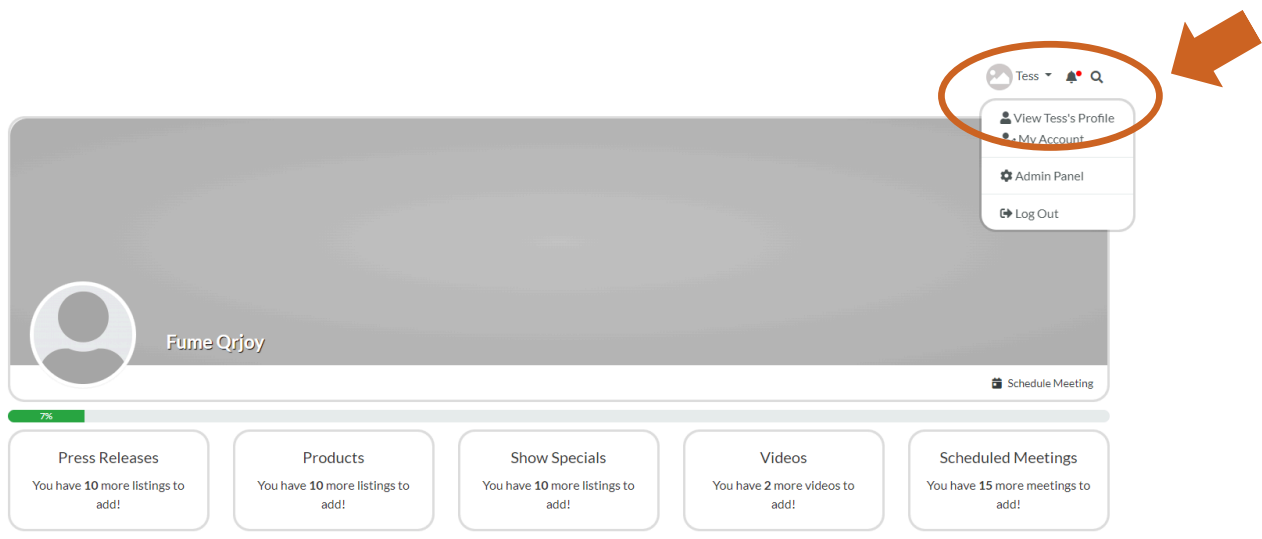 Tess
View Tess's Profile
My Account
Admin Panel
Log Out
Fume Qrjoy
Schedule Meeting
7%
Press Releases
You have 10 more listings to
add!
Products
You have 10 more listings to
add!
Show Specials
You have 10 more listings to
add!
Videos
You have 2 more videos to
add!
Scheduled Meetings
You have 15 more meetings to
add!